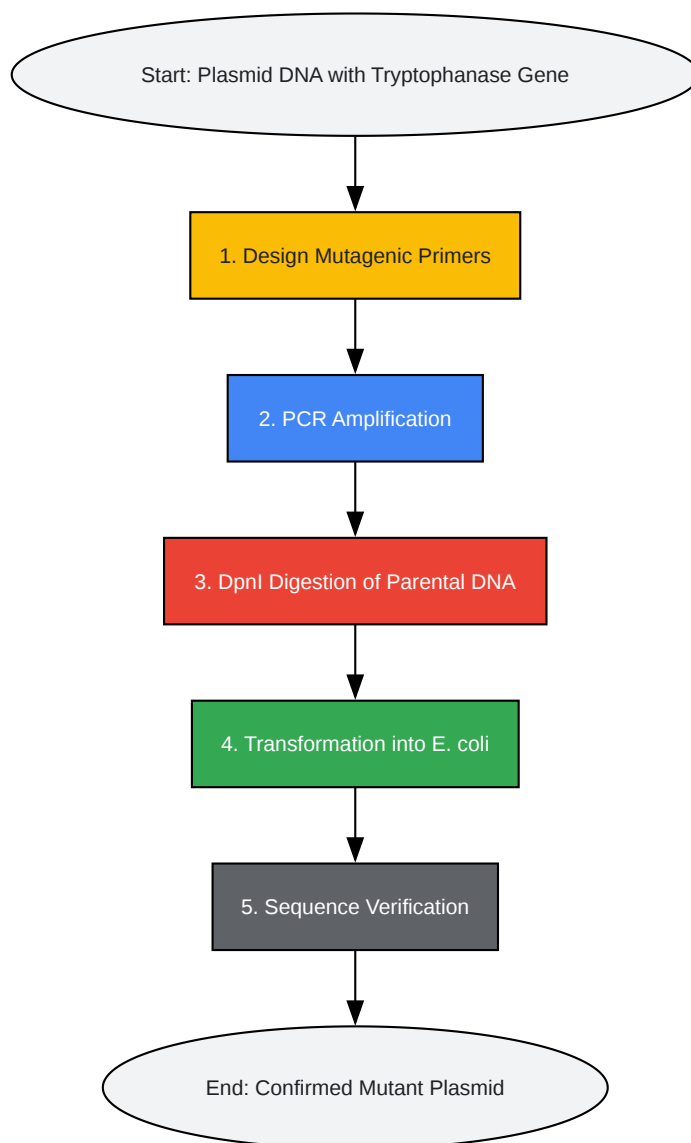 Start: Plasmid DNA with Tryptophanase Gene
1. Design Mutagenic Primers
2. PCR Amplification
3. DpnI Digestion of Parental DNA
4. Transformation into E. coli
5. Sequence Verification
End: Confirmed Mutant Plasmid